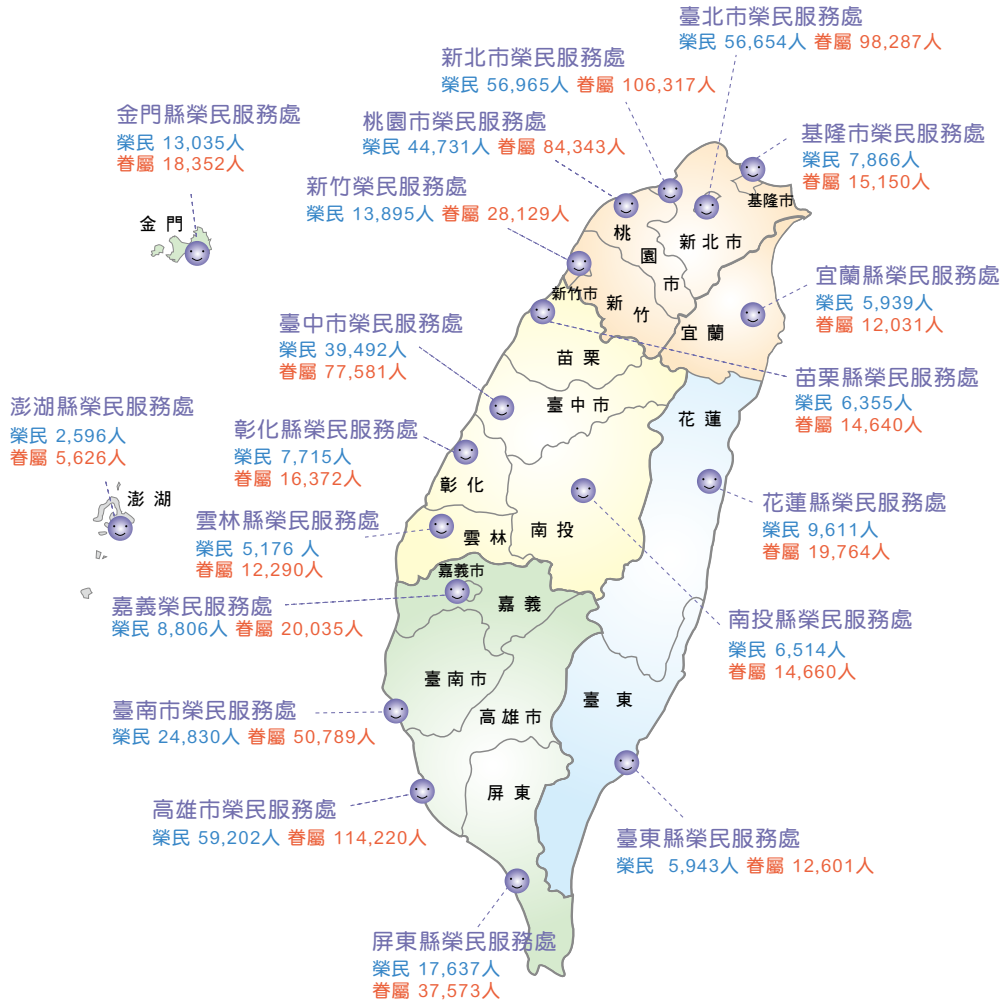 臺北市榮民服務處
榮民 56,654人 眷屬 98,287人
新北市榮民服務處
榮民 56,965人 眷屬 106,317人
金門縣榮民服務處
榮民 13,035人
眷屬 18,352人
桃園市榮民服務處
榮民 44,731人 眷屬 84,343人
基隆市榮民服務處
榮民 7,866人
眷屬 15,150人
新竹榮民服務處
榮民 13,895人 眷屬 28,129人
金門
基隆市
新北市
桃園市
新竹市
新竹
宜蘭
宜蘭縣榮民服務處
榮民 5,939人
眷屬 12,031人
臺中市榮民服務處
榮民 39,492人
眷屬 77,581人
苗栗
苗栗縣榮民服務處
榮民 6,355人
眷屬 14,640人
臺中市
花蓮
澎湖縣榮民服務處
榮民 2,596人
眷屬 5,626人
彰化縣榮民服務處
榮民 7,715人
眷屬 16,372人
彰化
澎湖
花蓮縣榮民服務處
榮民 9,611人
眷屬 19,764人
雲林縣榮民服務處
榮民 5,176 人
眷屬 12,290人
雲林
南投
嘉義市
嘉義榮民服務處
榮民 8,806人 眷屬 20,035人
嘉義
南投縣榮民服務處
榮民 6,514人
眷屬 14,660人
臺南市
臺東
臺南市榮民服務處
榮民 24,830人 眷屬 50,789人
高雄市
屏東
高雄市榮民服務處
榮民 59,202人 眷屬 114,220人
臺東縣榮民服務處
榮民 5,943人 眷屬 12,601人
屏東縣榮民服務處
榮民 17,637人
眷屬 37,573人